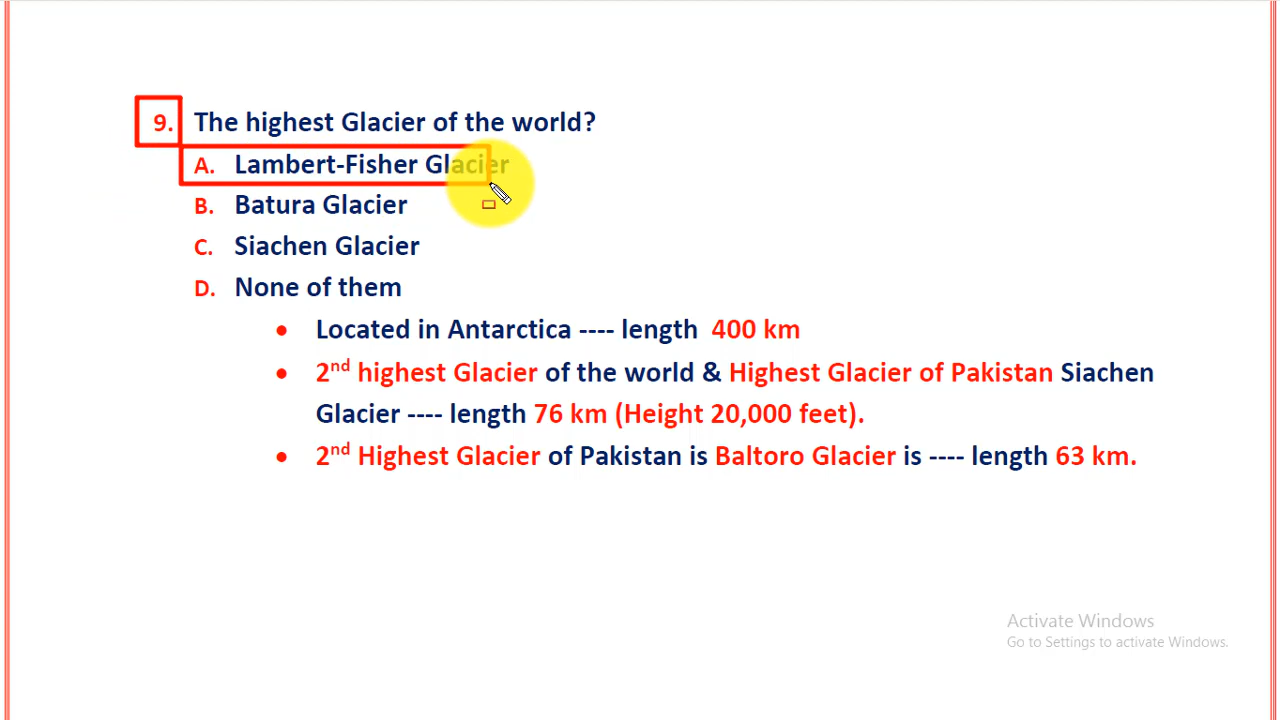 9. The highest Glacier of the world?
A. Lambert-Fisher Glacier
B. Batura Glacier
C. Siachen Glacier
D. None of them
• Located in Antarctica ---- length 400 km
• 2nd highest Glacier of the world & Highest Glacier of Pakistan Siachen
Glacier ---- length 76 km (Height 20,000 feet).
• 2nd Highest Glacier of Pakistan is Baltoro Glacier is ---- length 63 km.
Activate Windows
Go to Settings to activate Windows.